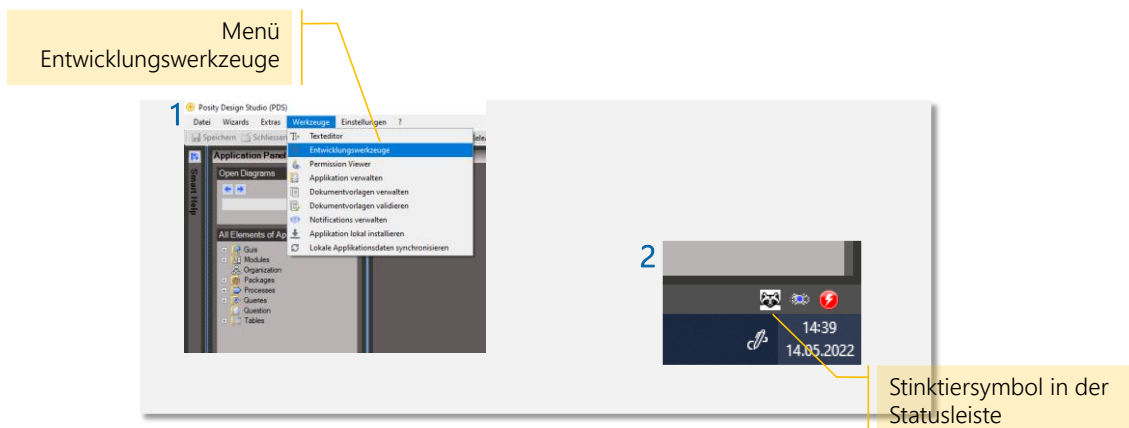 Menü
Entwicklungswerkzeuge
1
Posity Design Studio (PDS)
Datei Wizards Extras Werkzeuge Einstellungen ?
Speichern Schliessen
Texteditor
Entwicklungswerkzeuge
Permission Viewer
Applikation verwalten
Dokumentvorlagen verwalten
Dokumentvorlagen validieren
Notifications verwalten
Applikation lokal installieren
Lokale Applikationsdaten synchronisieren
Smart Help
Application Panel
Open Diagrams
All Elements of Ap
Guis
Modules
Organization
Packages
Processes
Queries
Question
Tables
2
14:39
14.05.2022
Stinktiersymbol in der
Statusleiste